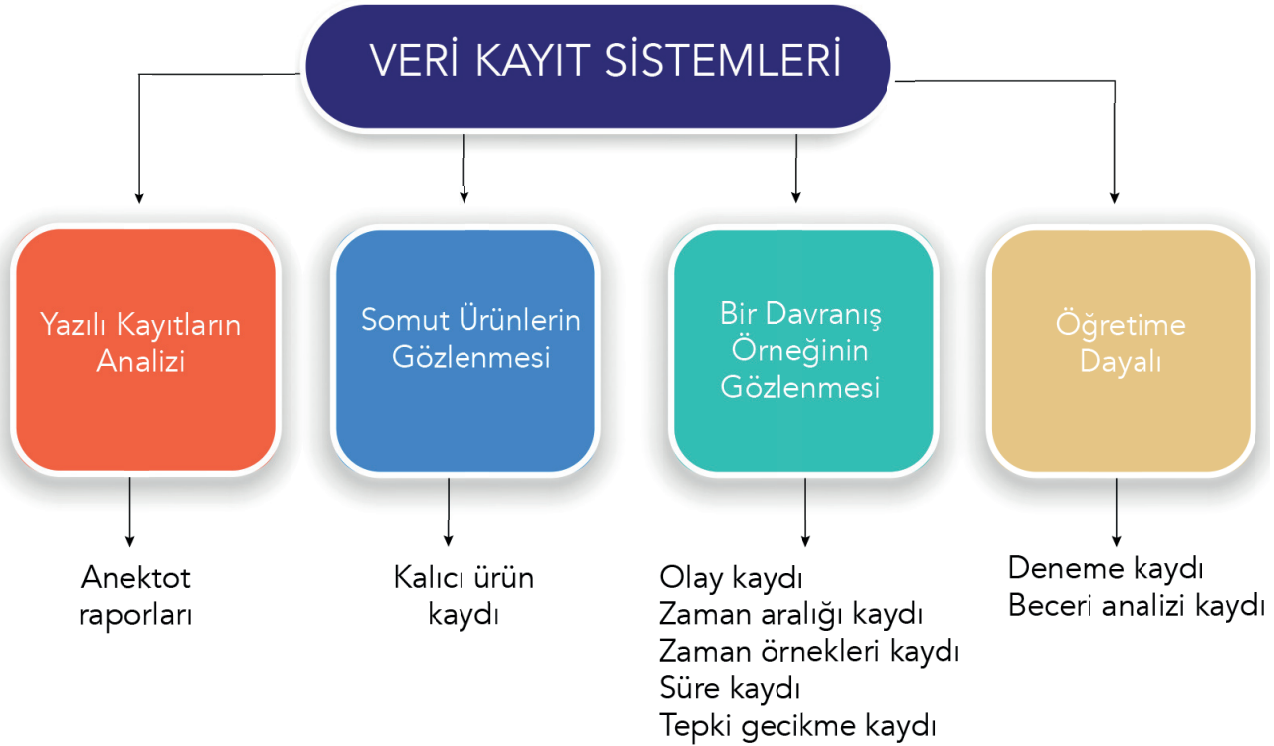 VERİ KAYIT SİSTEMLERİ
Yazılı Kayıtların
Analizi
Somut Ürünlerin
Gözlenmesi
Bir Davranış
Örneğinin
Gözlenmesi
Öğretime
Dayalı
Anektot
raporları
Kalıcı ürün
kaydı
Olay kaydı
Zaman aralığı kaydı
Zaman örnekleri kaydı
Süre kaydı
Tepki gecikme kaydı
Deneme kaydı
Beceri analizi kaydı